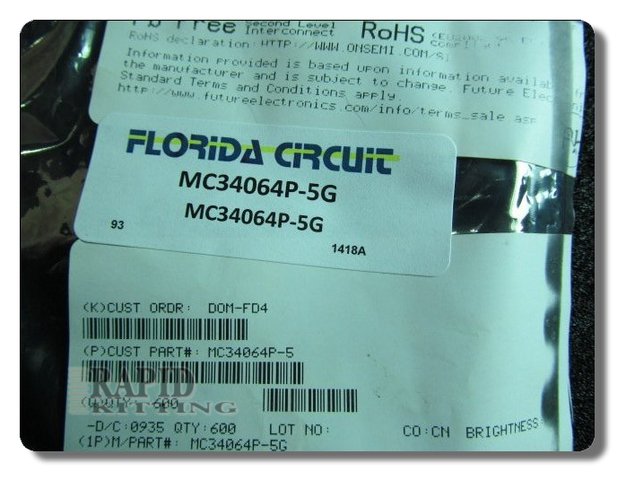 Pb Free Second Level Interconnect RoHS
RoHS declaration: HTTP://WWW.ONSEMI.COM/S
Information provided is based upon information availab
the manufacturer and is subject to change. Future Elec
Standard Terms and Conditions apply.
http://www.futureelectronics.com/info/terms_sale asp
FLORIDA CIRCUIT
MC34064P-5G
MC34064P-5G
93
1418A
(K)CUST ORDR: DOM-FD4
(P)CUST PART#: MC34064P-5
RAPID
KITTING
(Q)QTY: 600
-D/C:0935 QTY:600 LOT NO: CO:CN BRIGHTNESS
(1P)M/PART#: MC34064P-5G